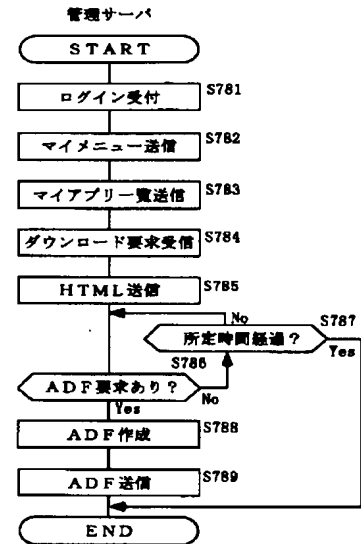 管理サーバ
START
ログイン受付 S781
マイメニュー送信 S782
マイアプリ一覧送信 S783
ダウンロード要求受信 S784
HTML送信 S785
No S787
所定時間経過？ Yes
S786
ADF要求あり？ No
Yes
ADF作成 S788
ADF送信 S789
END